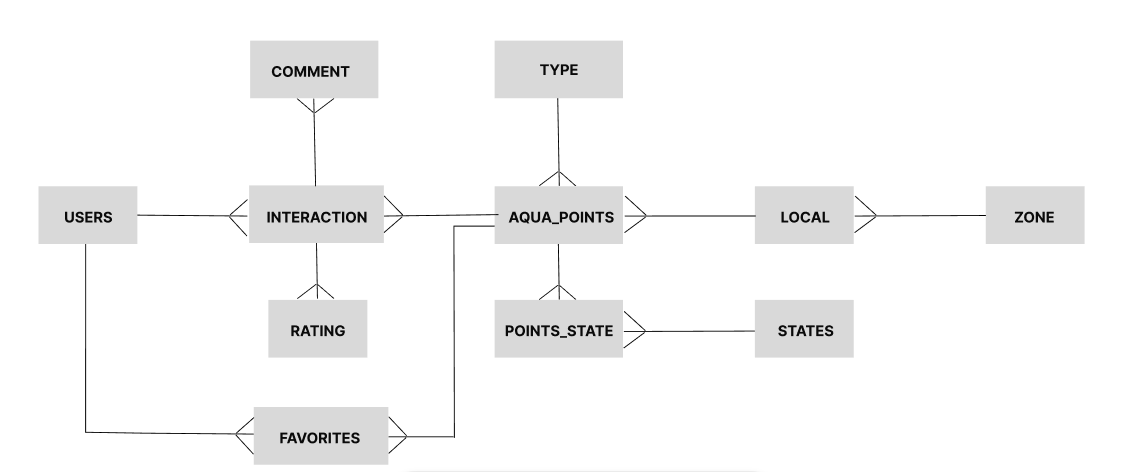 COMMENT
TYPE
USERS
INTERACTION
AQUA_POINTS
LOCAL
ZONE
RATING
POINTS_STATE
STATES
FAVORITES